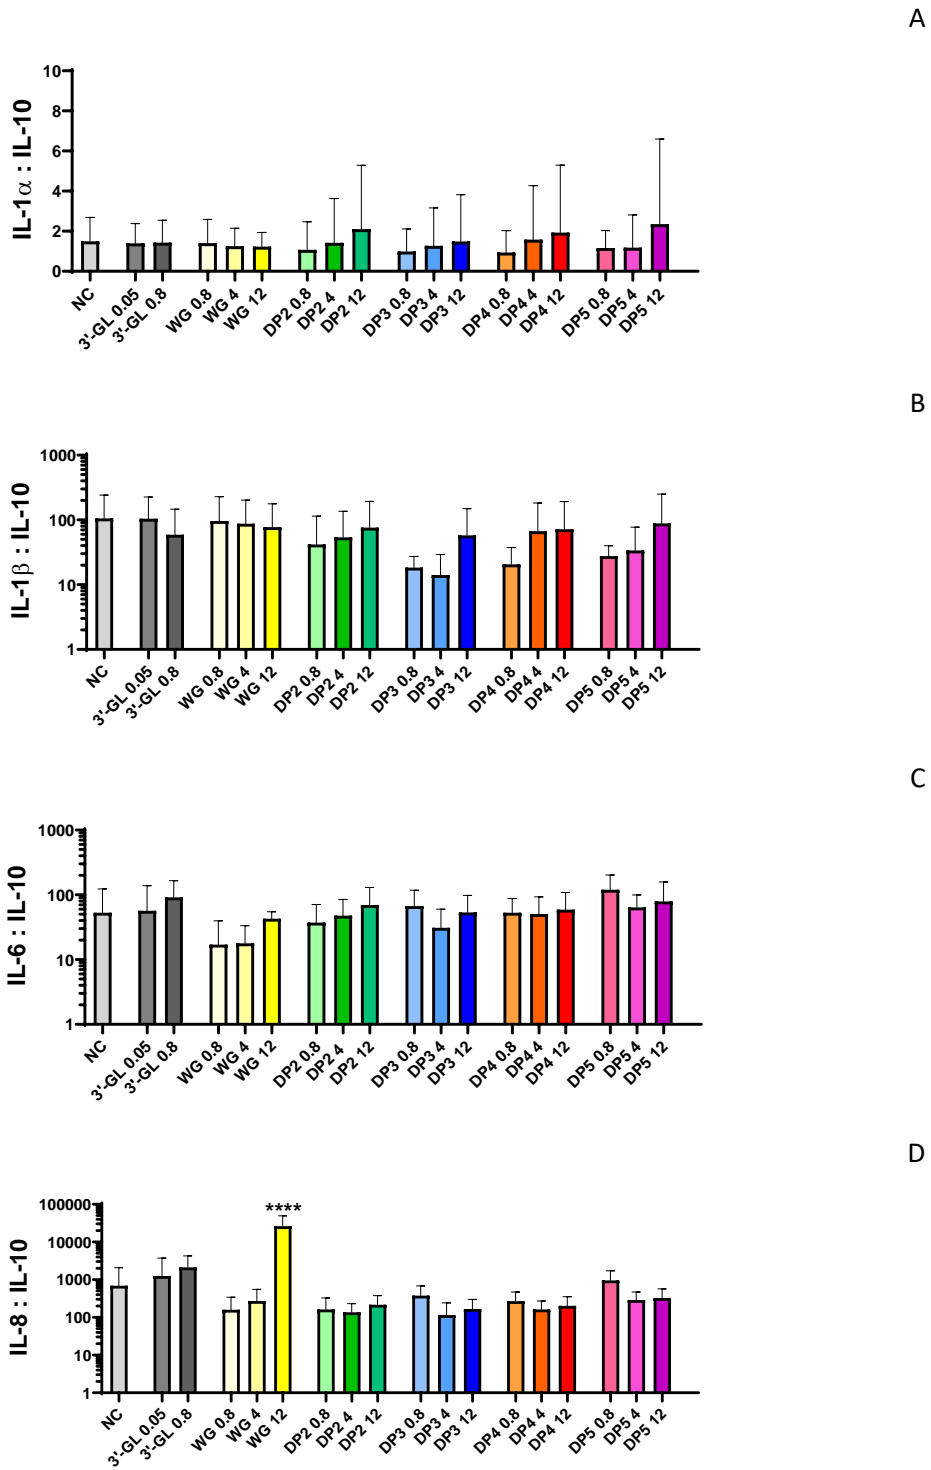 A
IL-1α : IL-10
10
8
6
4
2
0
NC
3'-GL 0.05
3'-GL 0.8
WG 0.8
WG 4
WG 12
DP2 0.8
DP2 4
DP2 12
DP3 0.8
DP3 4
DP3 12
DP4 0.8
DP4 4
DP4 12
DP5 0.8
DP5 4
DP5 12
B
IL-1β : IL-10
1000
100
10
1
NC
3'-GL 0.05
3'-GL 0.8
WG 0.8
WG 4
WG 12
DP2 0.8
DP2 4
DP2 12
DP3 0.8
DP3 4
DP3 12
DP4 0.8
DP4 4
DP4 12
DP5 0.8
DP5 4
DP5 12
C
IL-6 : IL-10
1000
100
10
1
NC
3'-GL 0.05
3'-GL 0.8
WG 0.8
WG 4
WG 12
DP2 0.8
DP2 4
DP2 12
DP3 0.8
DP3 4
DP3 12
DP4 0.8
DP4 4
DP4 12
DP5 0.8
DP5 4
DP5 12
D
IL-8 : IL-10
100000
10000
1000
100
10
1
****
NC
3'-GL 0.05
3'-GL 0.8
WG 0.8
WG 4
WG 12
DP2 0.8
DP2 4
DP2 12
DP3 0.8
DP3 4
DP3 12
DP4 0.8
DP4 4
DP4 12
DP5 0.8
DP5 4
DP5 12